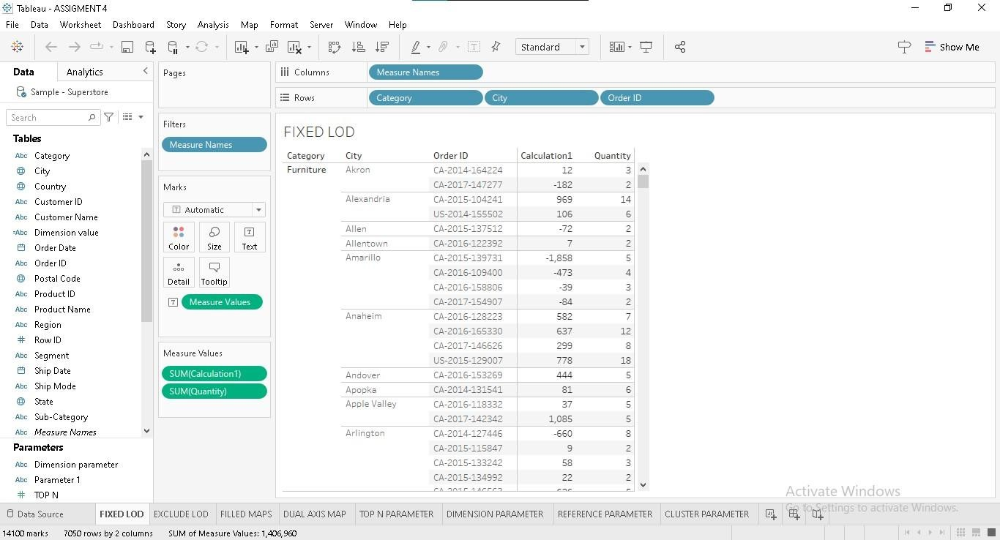 Tableau - ASSIGMENT4
File Data Worksheet Dashboard Story Analysis Map Format Server Window Help
Standard
Show Me
Data Analytics
Sample - Superstore
Search
Tables
Abc Category
City
Country
Abc Customer ID
Abc Customer Name
=Abc Dimension value
Order Date
Abc Order ID
Postal Code
Abc Product ID
Abc Product Name
Abc Region
# Row ID
Abc Segment
Ship Date
Abc Ship Mode
State
Abc Sub-Category
Abc Measure Names
Parameters
Abc Dimension parameter
Abc Parameter 1
# TOP N
Pages
Filters
Measure Names
Marks
Automatic
Color Size Text
Detail Tooltip
Measure Values
Measure Values
SUM(Calculation1)
SUM(Quantity)
Columns Measure Names
Rows Category City Order ID
FIXED LOD
Category City Order ID Calculation1 Quantity
Furniture Akron CA-2014-164224 12 3
CA-2017-147277 -182 2
Alexandria CA-2015-104241 969 14
US-2014-155502 106 6
Allen CA-2015-137512 -72 2
Allentown CA-2016-122392 7 2
Amarillo CA-2015-139731 -1,858 5
CA-2016-109400 -473 4
CA-2016-158806 -39 3
CA-2017-154907 -84 2
Anaheim CA-2016-128223 582 7
CA-2016-165330 637 12
CA-2017-146626 299 8
US-2015-129007 778 18
Andover CA-2016-153269 444 5
Apopka CA-2014-131541 81 6
Apple Valley CA-2016-118332 37 5
CA-2017-142342 1,085 5
Arlington CA-2014-127446 -660 8
CA-2015-115847 9 2
CA-2015-133242 58 3
CA-2015-134992 22 2
Activate Windows
Go to Settings to activate Windows.
Data Source FIXED LOD EXCLUDE LOD FILLED MAPS DUAL AXIS MAP TOP N PARAMETER DIMENSION PARAMETER REFERENCE PARAMETER CLUSTER PARAMETER
14100 marks 7050 rows by 2 columns SUM of Measure Values: 1,406,960